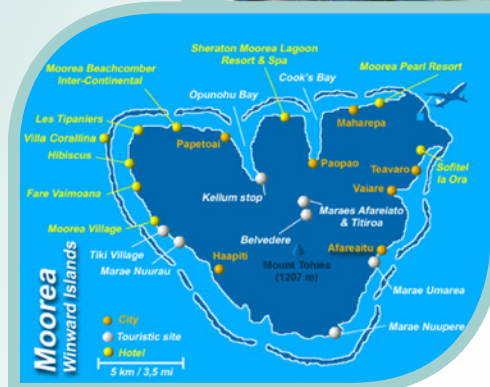 Sheraton Moorea Lagoon
Resort & Spa
Moorea Pearl Resort
Moorea Beachcomber
Inter-Continental
Cook's Bay
Opunohu Bay
Les Tipaniers
Maharepa
Villa Corallina
Papetoai
Hibiscus
Paopao
Teavaro
Sofitel
Ia Ora
Fare Vaimoana
Kellum stop
Vaiare
Maraes Afareiato
& Titiroa
Moorea Village
Belvedere
Tiki Village
Afareaitu
Marae Nuurau
Haapiti
Mount Tohiea
(1207 m)
Marae Umarea
Moorea
Winward Islands
City
Touristic site
Marae Nuupere
Hotel
5 km / 3,5 mi